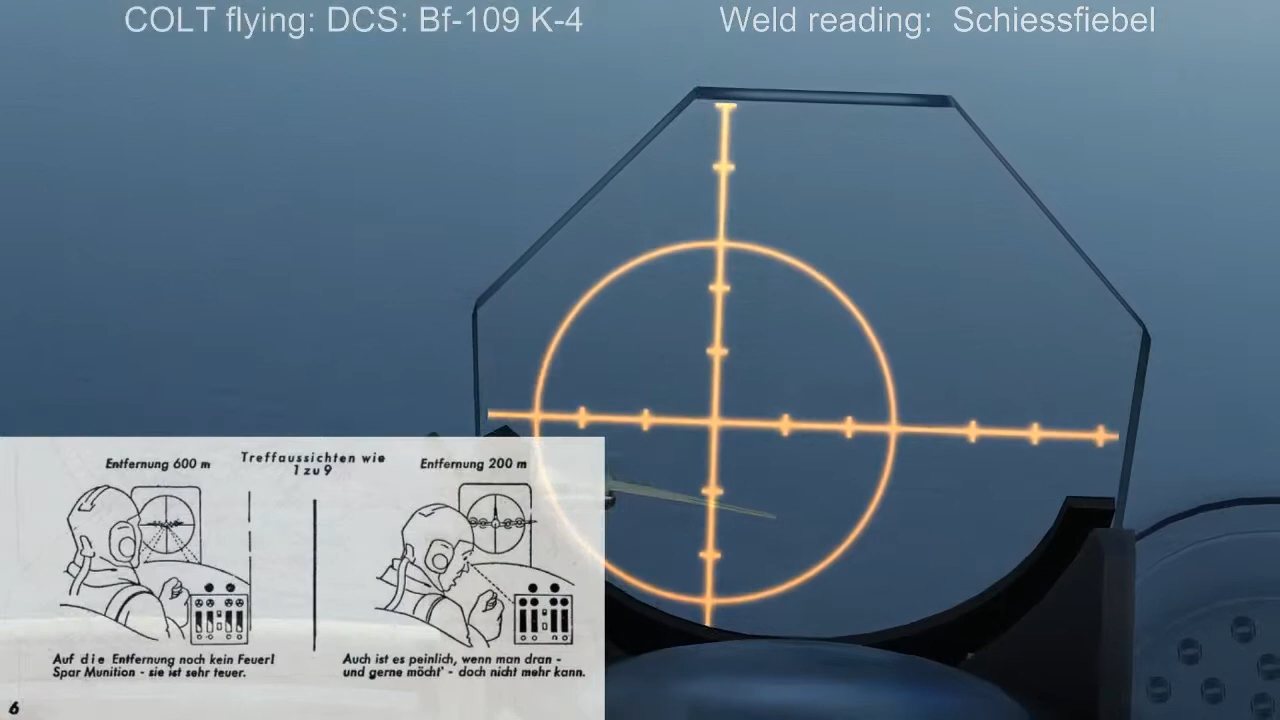 COLT flying: DCS: Bf-109 K-4
Weld reading: Schiessfiebel
Entfernung 600 m
Treffaussichten wie
1 zu 9
Entfernung 200 m
Auf die Entfernung noch kein Feuer!
Spar Munition - sie ist sehr teuer.
Auch ist es peinlich, wenn man dran -
und gerne möcht' - doch nicht mehr kann.
6